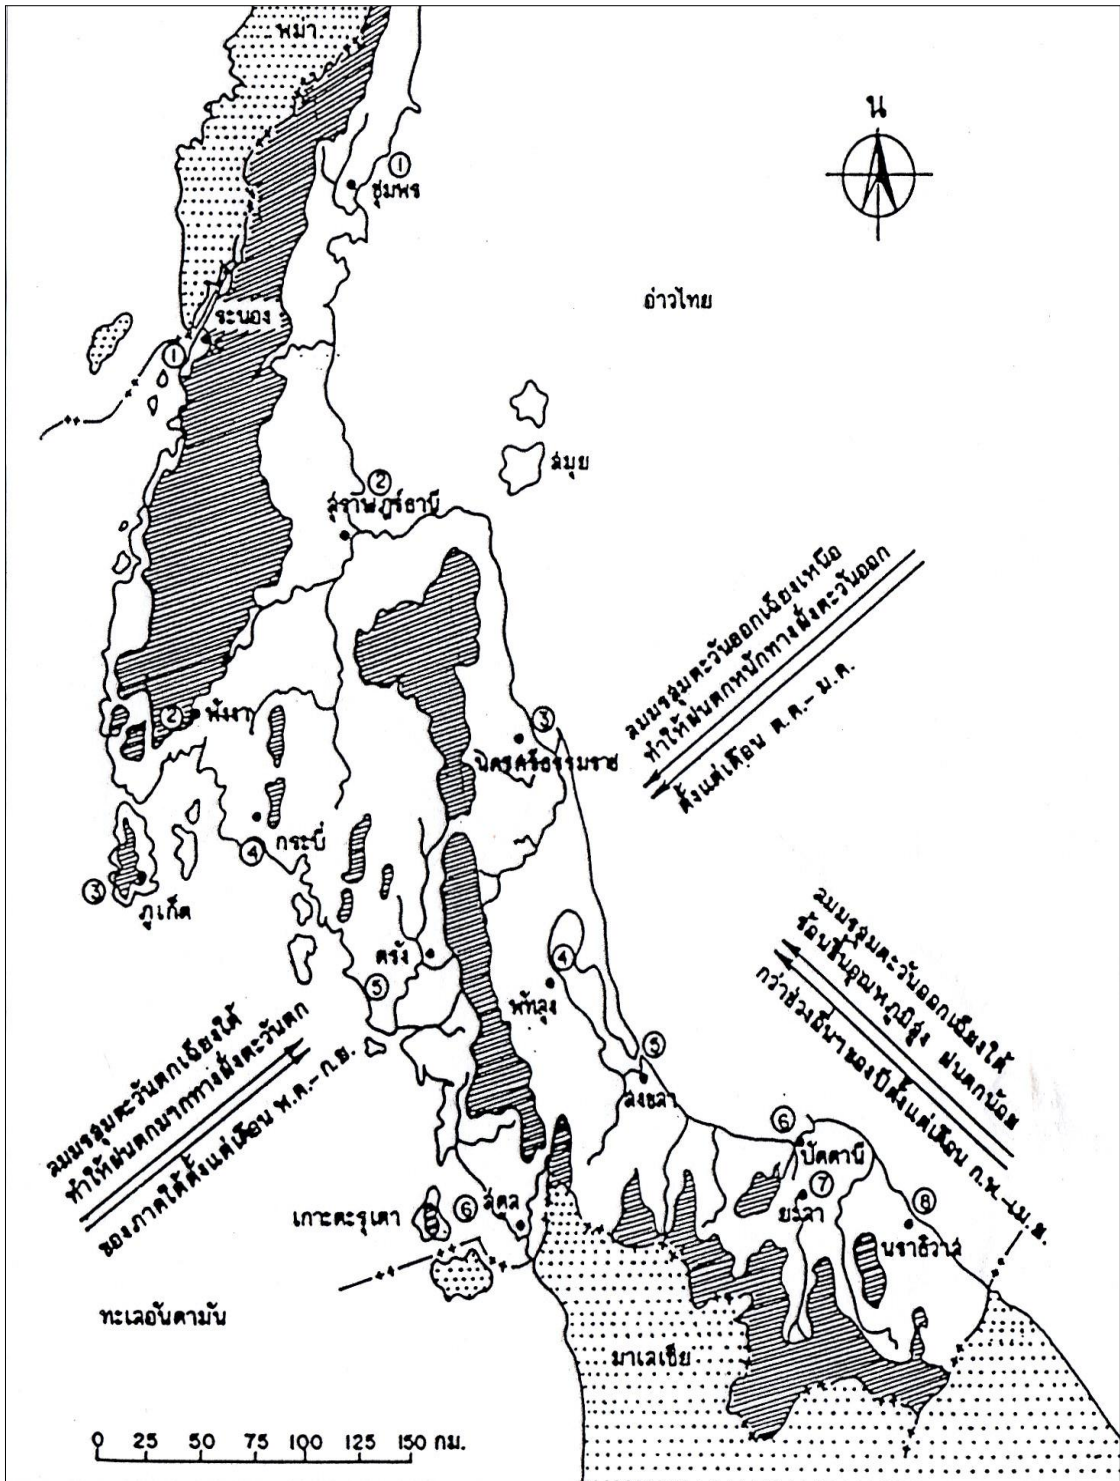 พม่า
น
①
ชุมพร
อ่าวไทย
ระนอง
①
สมุย
②
สุราษฎร์ธานี
ลมมรสุมตะวันออกเฉียงเหนือ
ทำให้ฝนตกหนักทางฝั่งตะวันออก
ตั้งแต่เดือน ต.ค.- ม.ค.
② พังงา
③
นครศรีธรรมราช
กระบี่
④
③
ภูเก็ต
ตรัง
⑤
④
พัทลุง
ลมมรสุมตะวันออกเฉียงใต้
ร้อนชื้นอุณหภูมิสูง ฝนตกน้อย
กว่าช่วงอื่นๆของปีตั้งแต่เดือน ก.พ.-เม.ย.
ลมมรสุมตะวันตกเฉียงใต้
ทำให้ฝนตกมากทางฝั่งตะวันตก
ของภาคใต้ตั้งแต่เดือน พ.ค.- ก.ย.
⑤
สงขลา
⑥
ปัตตานี
⑦
ยะลา
⑧
นราธิวาส
เกาะตะรุเตา
⑥ สตูล
ทะเลอันดามัน
มาเลเซีย
0 25 50 75 100 125 150 กม.